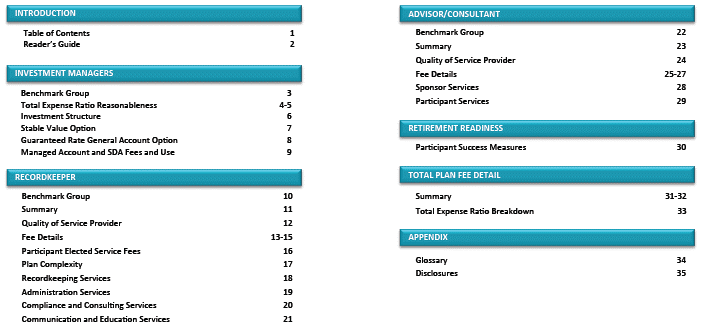 INTRODUCTION
Table of Contents 1
Reader's Guide 2
INVESTMENT MANAGERS
Benchmark Group 3
Total Expense Ratio Reasonableness 4-5
Investment Structure 6
Stable Value Option 7
Guaranteed Rate General Account Option 8
Managed Account and SDA Fees and Use 9
RECORDKEEPER
Benchmark Group 10
Summary 11
Quality of Service Provider 12
Fee Details 13-15
Participant Elected Service Fees 16
Plan Complexity 17
Recordkeeping Services 18
Administration Services 19
Compliance and Consulting Services 20
Communication and Education Services 21
ADVISOR/CONSULTANT
Benchmark Group 22
Summary 23
Quality of Service Provider 24
Fee Details 25-27
Sponsor Services 28
Participant Services 29
RETIREMENT READINESS
Participant Success Measures 30
TOTAL PLAN FEE DETAIL
Summary 31-32
Total Expense Ratio Breakdown 33
APPENDIX
Glossary 34
Disclosures 35